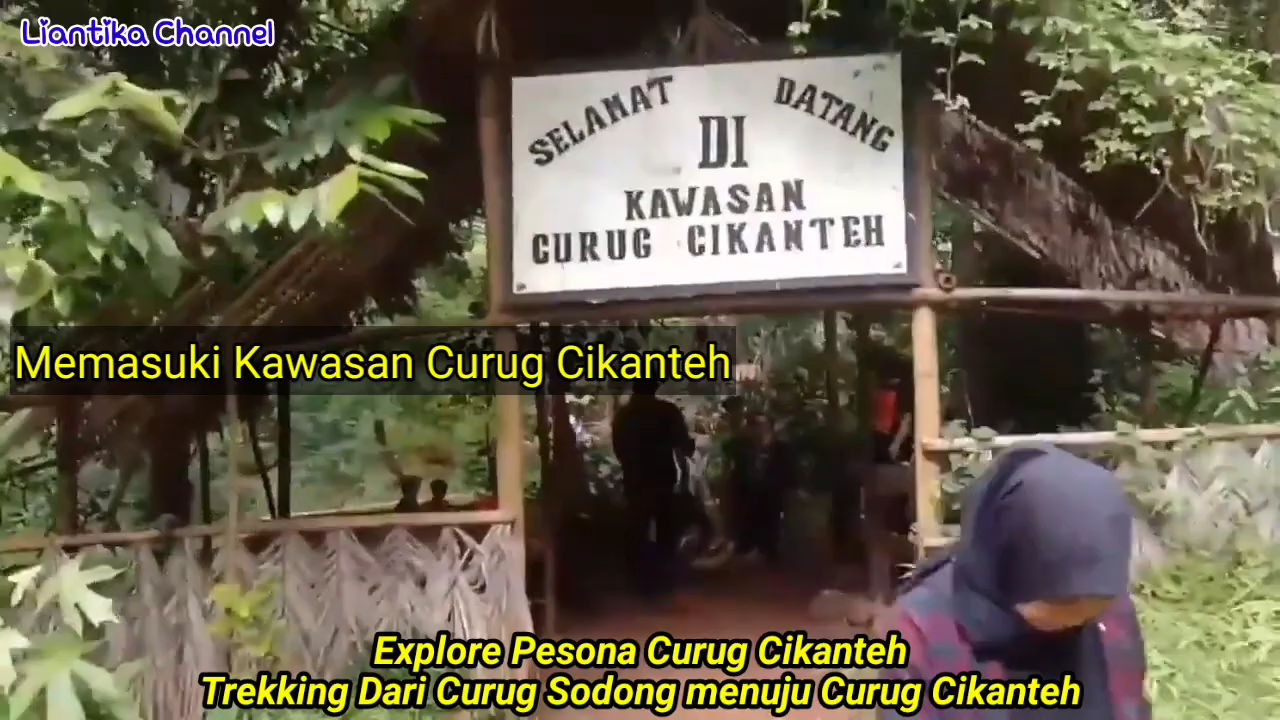 Liantika Channel
SELAMAT DATANG
DI
KAWASAN
CURUG CIKANTEH
Memasuki Kawasan Curug Cikanteh
Explore Pesona Curug Cikanteh
Trekking Dari Curug Sodong menuju Curug Cikanteh